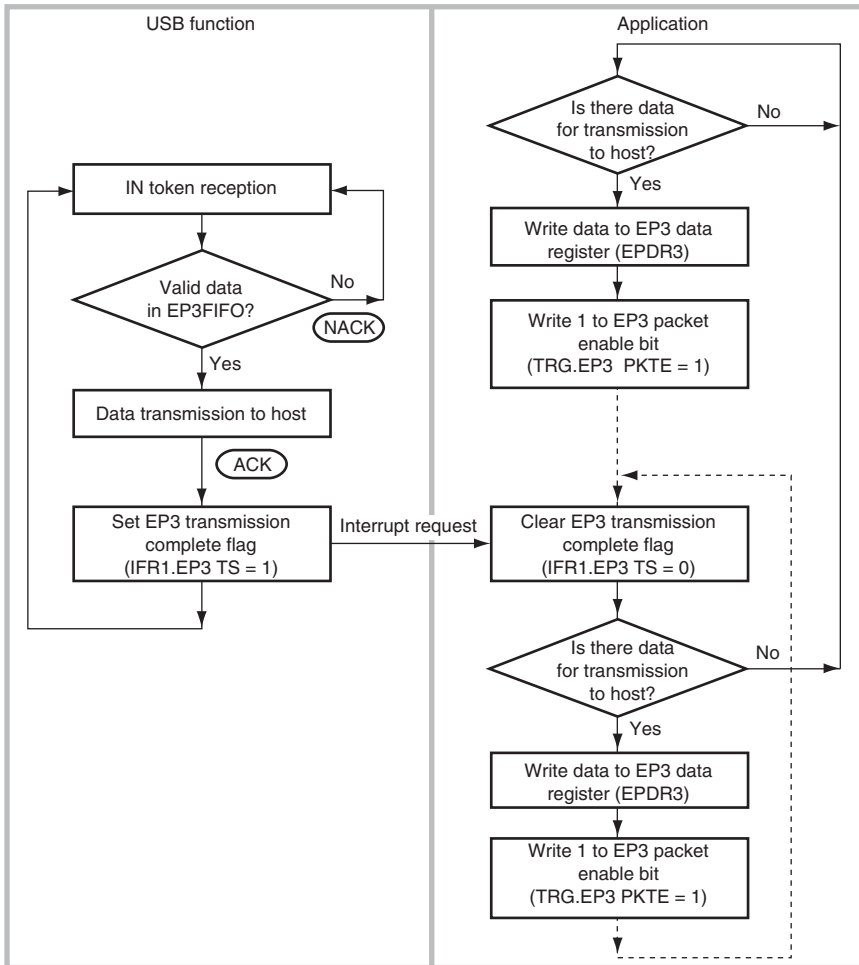 USB function
IN token reception
Valid data
in EP3FIFO?
No
NACK
Yes
Data transmission to host
ACK
Set EP3 transmission
complete flag
(IFR1.EP3 TS = 1)
Interrupt request
Application
Is there data
for transmission
to host?
No
Yes
Write data to EP3 data
register (EPDR3)
Write 1 to EP3 packet
enable bit
(TRG.EP3 PKTE = 1)
Clear EP3 transmission
complete flag
(IFR1.EP3 TS = 0)
Is there data
for transmission
to host?
No
Yes
Write data to EP3 data
register (EPDR3)
Write 1 to EP3 packet
enable bit
(TRG.EP3 PKTE = 1)